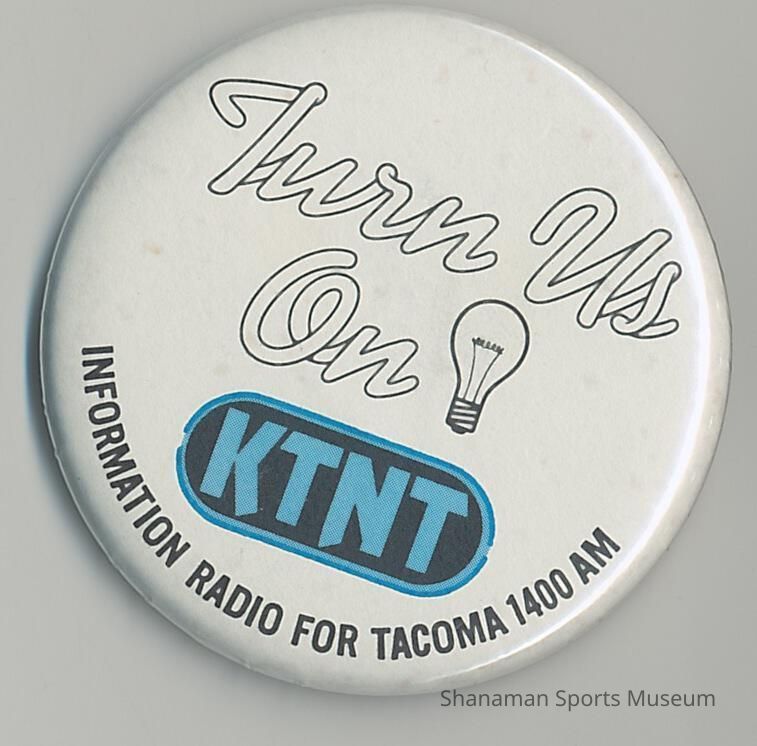 Turn Us
On
KTNT
INFORMATION RADIO FOR TACOMA 1400 AM
Shanaman Sports Museum